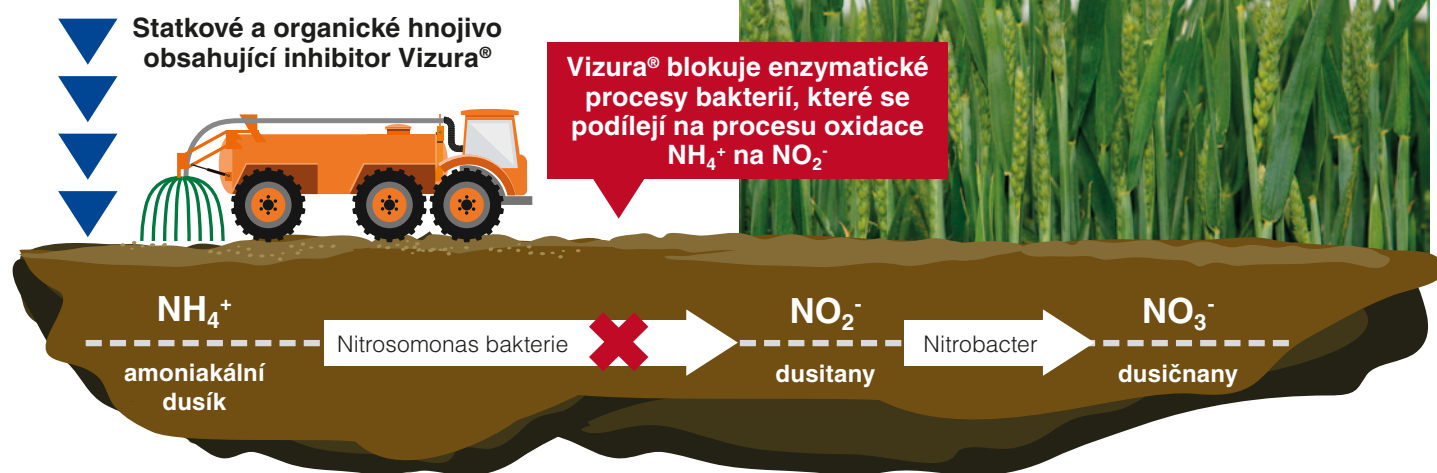 Statkové a organické hnojivo
obsahující inhibitor Vizura®
Vizura® blokuje enzymatické
procesy bakterií, které se
podílejí na procesu oxidace
NH₄⁺ na NO₂⁻
NH₄⁺
amoniakální
dusík
Nitrosomonas bakterie
NO₂⁻
dusitany
Nitrobacter
NO₃⁻
dusičnany